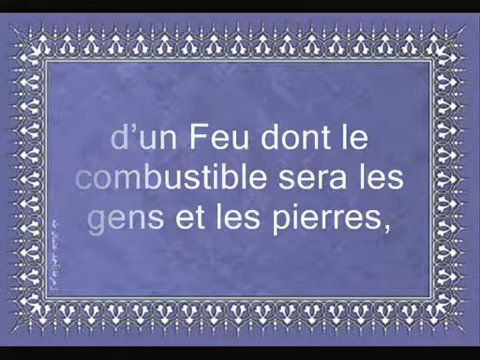 d’un Feu dont le
combustible sera les
gens et les pierres,